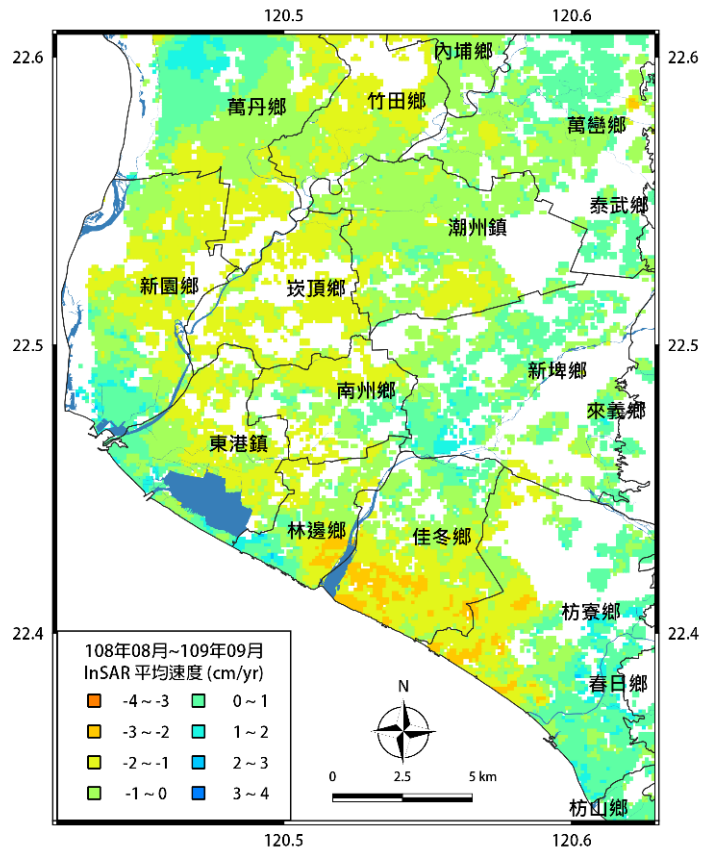 120.5 120.6
22.6
內埔鄉
萬丹鄉
竹田鄉
萬巒鄉
泰武鄉
潮州鎮
新園鄉
崁頂鄉
22.5
22.5
新埤鄉
南州鄉
來義鄉
東港鎮
林邊鄉
佳冬鄉
枋寮鄉
22.4
22.4
春日鄉
枋山鄉
108年08月~109年09月
InSAR 平均速度 (cm/yr)
-4 ~ -3 0 ~ 1
-3 ~ -2 1 ~ 2
-2 ~ -1 2 ~ 3
-1 ~ 0 3 ~ 4
N
0 2.5 5 km
120.5 120.6
22.6